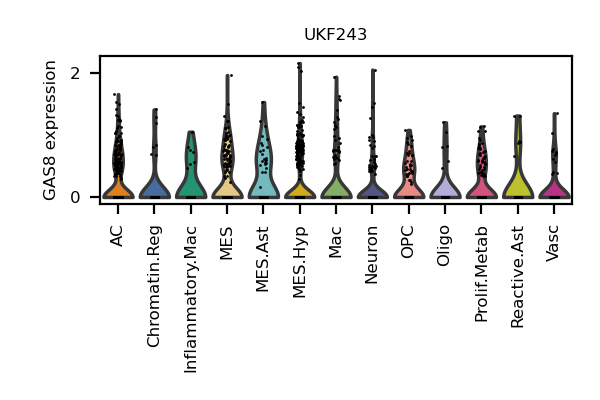 UKF243
GAS8 expression
2
0
AC
Chromatin.Reg
Inflammatory.Mac
MES
MES.Ast
MES.Hyp
Mac
Neuron
OPC
Oligo
Prolif.Metab
Reactive.Ast
Vasc